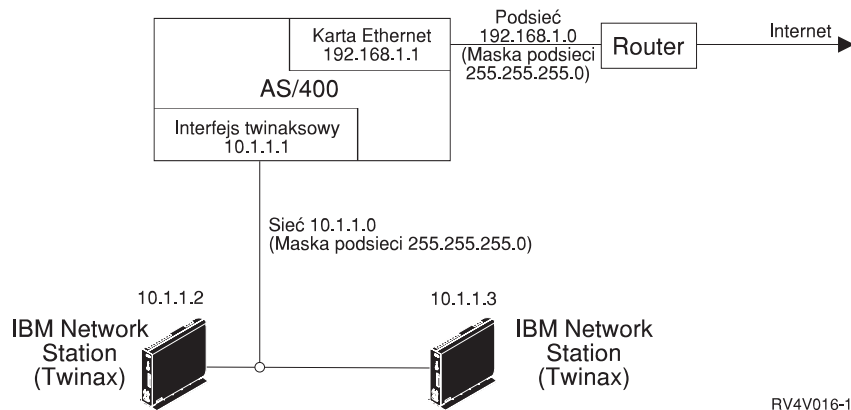 Karta Ethernet
192.168.1.1
AS/400
Interfejs twinaksowy
10.1.1.1
Podsieć
192.168.1.0
(Maska podsieci
255.255.255.0)
Router
Internet
Sieć 10.1.1.0
(Maska podsieci 255.255.255.0)
10.1.1.2
IBM Network
Station
(Twinax)
10.1.1.3
IBM Network
Station
(Twinax)
RV4V016-1